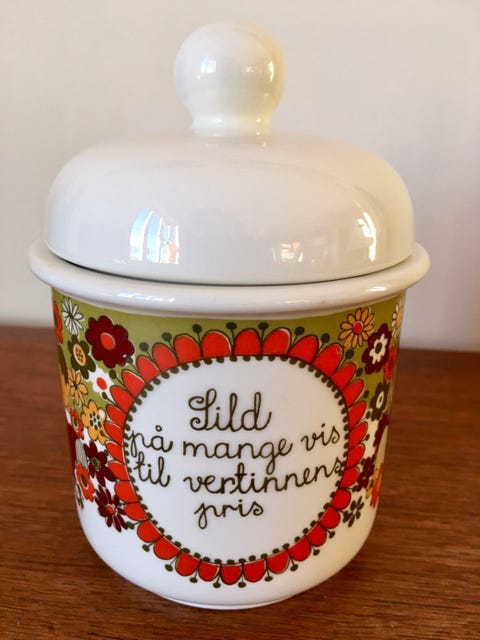 Sild
på mange vis
til vertinnens
pris